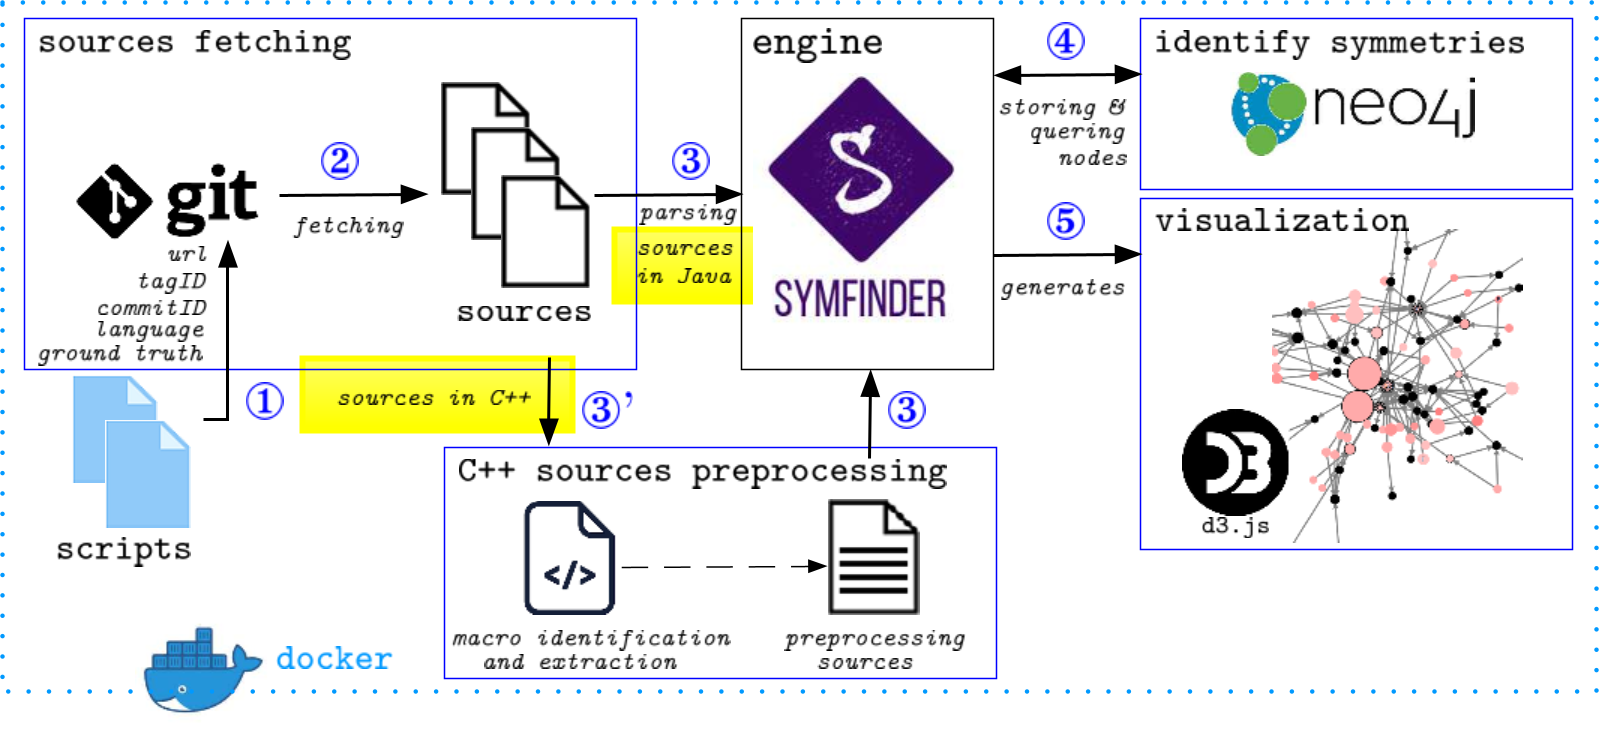 sources fetching
② 
git
fetching
url
tagID
commitID
language
ground truth
sources
③
parsing
sources
in Java
engine
S
SYMFINDER
④
storing &
quering
nodes
identify symmetries
neo4j
⑤
generates
visualization
D3
d3.js
scripts
①
sources in C++
③’
③
C++ sources preprocessing
</>
macro identification
and extraction
preprocessing
sources
docker